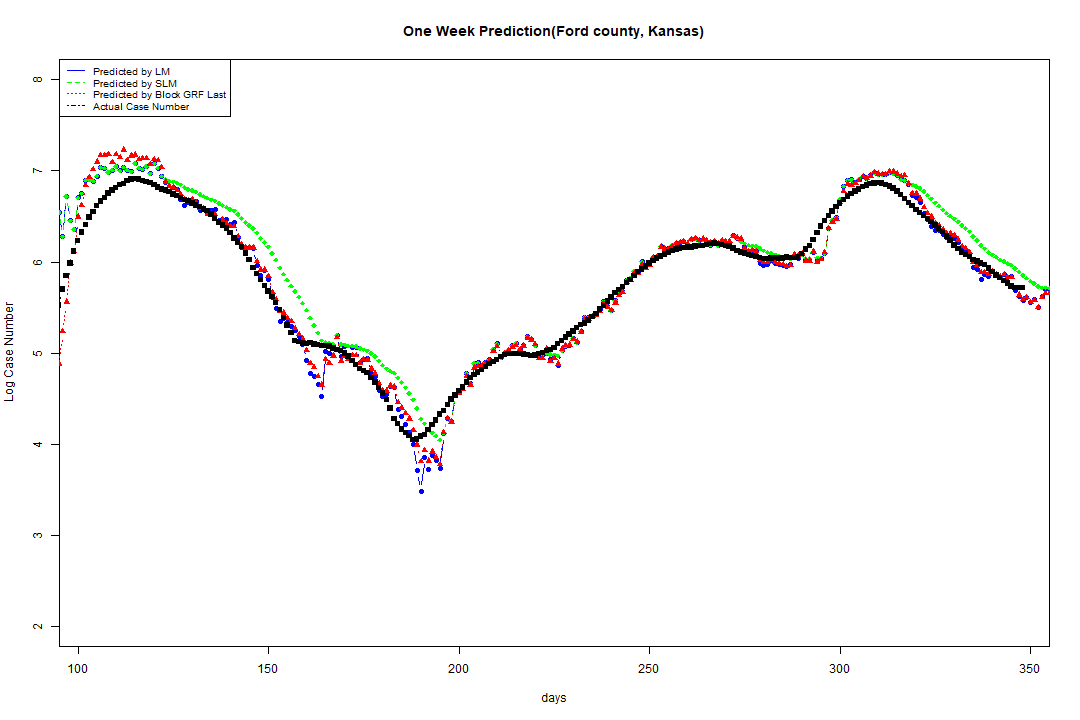 One Week Prediction(Ford county, Kansas)
Predicted by LM
Predicted by SLM
Predicted by Block GRF Last
Actual Case Number
Log Case Number
8
7
6
5
4
3
2
100 150 200 250 300 350
days